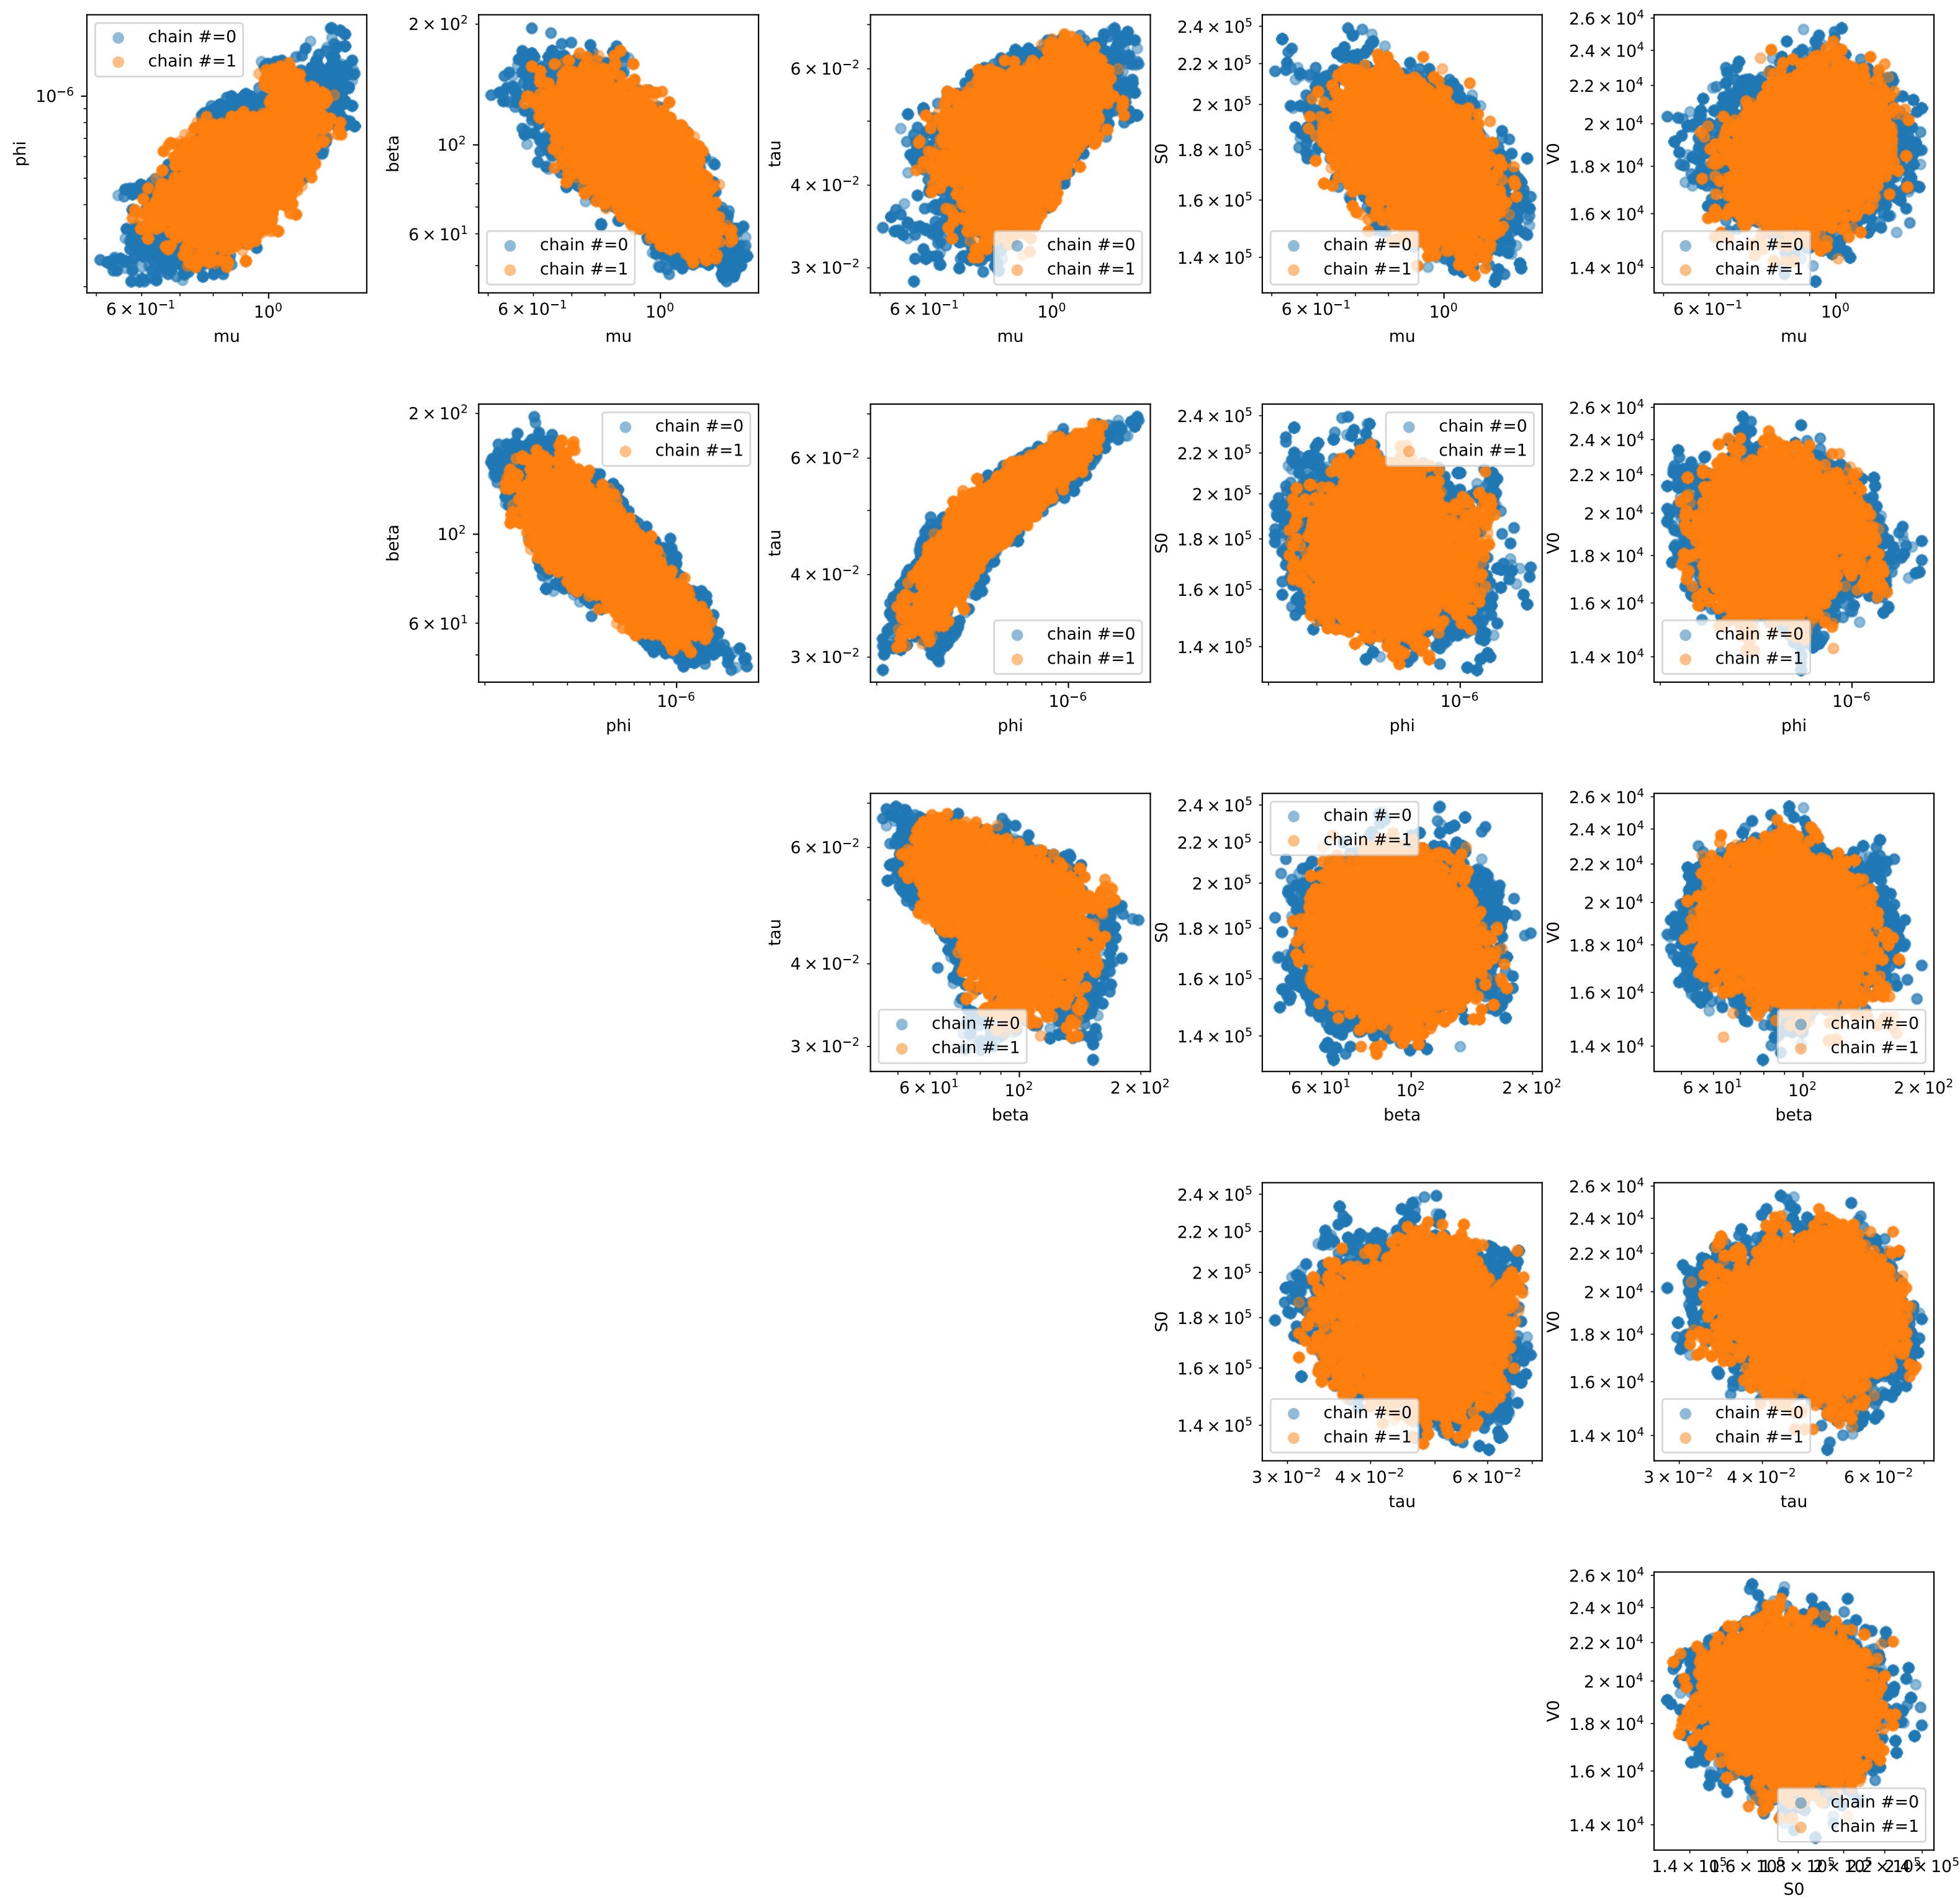 chain #=0
chain #=1
10⁻⁶
phi
6 × 10⁻¹
10⁰
mu
2 × 10²
10²
6 × 10¹
beta
chain #=0
chain #=1
6 × 10⁻¹
10⁰
mu
6 × 10⁻²
4 × 10⁻²
3 × 10⁻²
tau
chain #=0
chain #=1
6 × 10⁻¹
10⁰
mu
2.4 × 10⁵
2.2 × 10⁵
2 × 10⁵
1.8 × 10⁵
1.6 × 10⁵
1.4 × 10⁵
S0
chain #=0
chain #=1
6 × 10⁻¹
10⁰
mu
2.6 × 10⁴
2.4 × 10⁴
2.2 × 10⁴
2 × 10⁴
1.8 × 10⁴
1.6 × 10⁴
1.4 × 10⁴
V0
chain #=0
chain #=1
6 × 10⁻¹
10⁰
mu
2 × 10²
10²
6 × 10¹
beta
chain #=0
chain #=1
10⁻⁶
phi
6 × 10⁻²
4 × 10⁻²
3 × 10⁻²
tau
chain #=0
chain #=1
10⁻⁶
phi
2.4 × 10⁵
2.2 × 10⁵
2 × 10⁵
1.8 × 10⁵
1.6 × 10⁵
1.4 × 10⁵
S0
chain #=0
chain #=1
10⁻⁶
phi
2.6 × 10⁴
2.4 × 10⁴
2.2 × 10⁴
2 × 10⁴
1.8 × 10⁴
1.6 × 10⁴
1.4 × 10⁴
V0
chain #=0
chain #=1
10⁻⁶
phi
6 × 10⁻²
4 × 10⁻²
3 × 10⁻²
tau
chain #=0
chain #=1
6 × 10¹
10²
2 × 10²
beta
2.4 × 10⁵
2.2 × 10⁵
2 × 10⁵
1.8 × 10⁵
1.6 × 10⁵
1.4 × 10⁵
S0
chain #=0
chain #=1
6 × 10¹
10²
2 × 10²
beta
2.6 × 10⁴
2.4 × 10⁴
2.2 × 10⁴
2 × 10⁴
1.8 × 10⁴
1.6 × 10⁴
1.4 × 10⁴
V0
chain #=0
chain #=1
6 × 10¹
10²
2 × 10²
beta
2.4 × 10⁵
2.2 × 10⁵
2 × 10⁵
1.8 × 10⁵
1.6 × 10⁵
1.4 × 10⁵
S0
chain #=0
chain #=1
3 × 10⁻²
4 × 10⁻²
6 × 10⁻²
tau
2.6 × 10⁴
2.4 × 10⁴
2.2 × 10⁴
2 × 10⁴
1.8 × 10⁴
1.6 × 10⁴
1.4 × 10⁴
V0
chain #=0
chain #=1
3 × 10⁻²
4 × 10⁻²
6 × 10⁻²
tau
2.6 × 10⁴
2.4 × 10⁴
2.2 × 10⁴
2 × 10⁴
1.8 × 10⁴
1.6 × 10⁴
1.4 × 10⁴
V0
chain #=0
chain #=1
1.4 × 10⁵
1.6 × 10⁵
1.8 × 10⁵
2 × 10⁵
2.2 × 10⁵
2.4 × 10⁵
S0